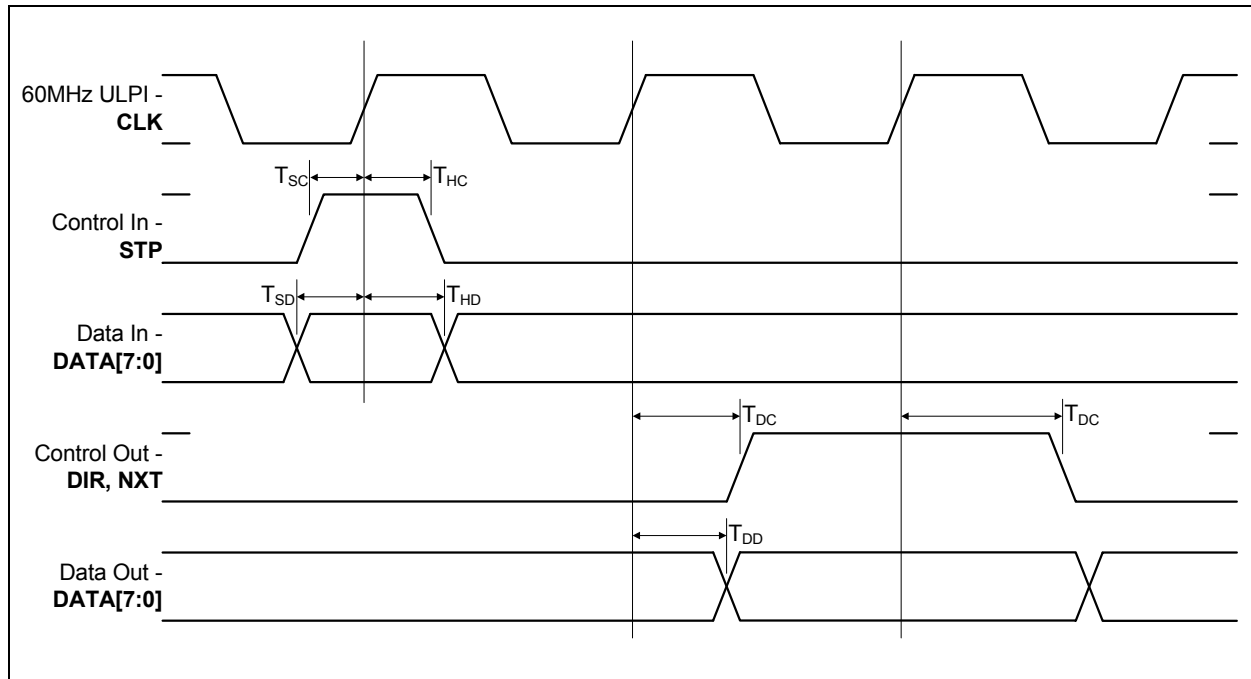 60MHz ULPI -
CLK
T_SC
T_HC
Control In -
STP
T_SD
T_HD
Data In -
DATA[7:0]
T_DC
T_DC
Control Out -
DIR, NXT
T_DD
Data Out -
DATA[7:0]